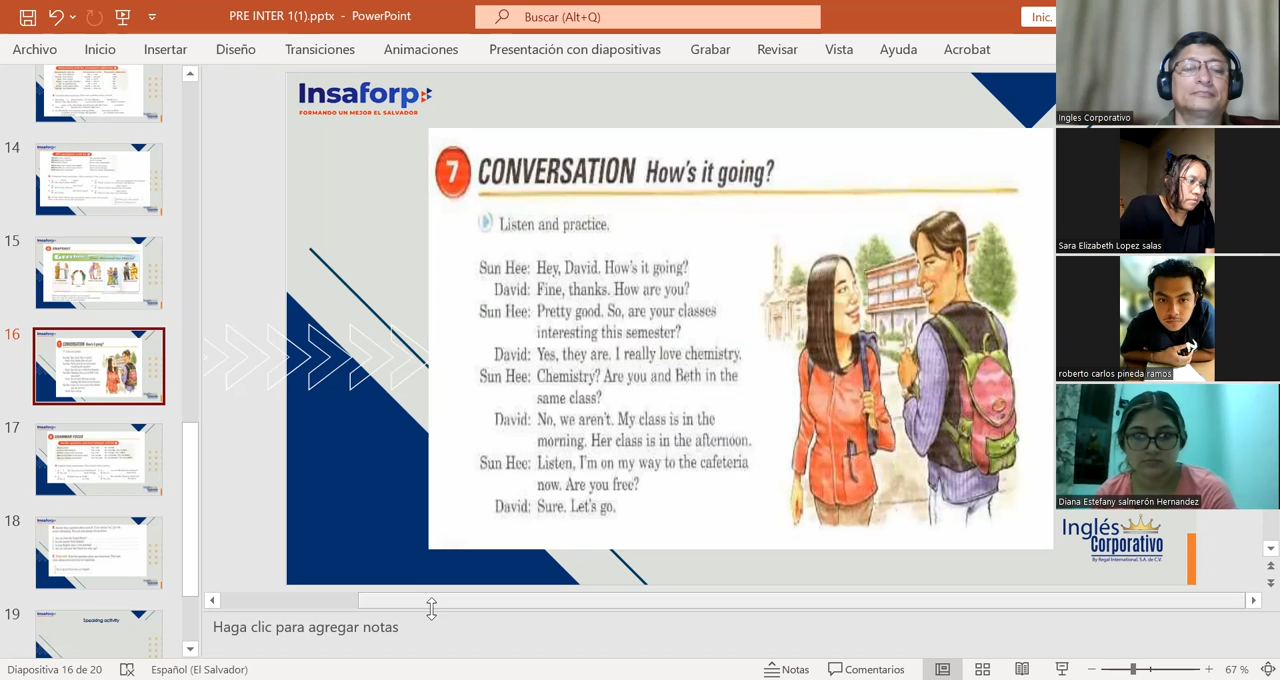 PRE INTER 1(1).pptx - PowerPoint
Buscar (Alt+Q)
Inic.
Archivo Inicio Insertar Diseño Transiciones Animaciones Presentación con diapositivas Grabar Revisar Vista Ayuda Acrobat
Insaforp
FORMANDO UN MEJOR EL SALVADOR
7 CONVERSATION How's it going?
Listen and practice.
Sun Hee: Hey, David. How's it going?
David: Fine, thanks. How are you?
Sun Hee: Pretty good. So, are your classes
interesting this semester?
David: Yes, they are. I really love chemistry.
Sun Hee: Chemistry? Are you and Beth in the
same class?
David: No, we aren't. My class is in the
morning. Her class is in the afternoon.
Sun Hee: Listen, I'm on my way to the cafeteria
now. Are you free?
David: Sure. Let's go.
Inglés
Corporativo
By Regal International, S.A. de C.V.
14
15
16
17
18
19
Speaking activity
Ingles Corporativo
Sara Elizabeth Lopez salas
roberto carlos pineda ramos
Diana Estefany salmerón Hernandez
Haga clic para agregar notas
Diapositiva 16 de 20 Español (El Salvador) Notas Comentarios 67 %